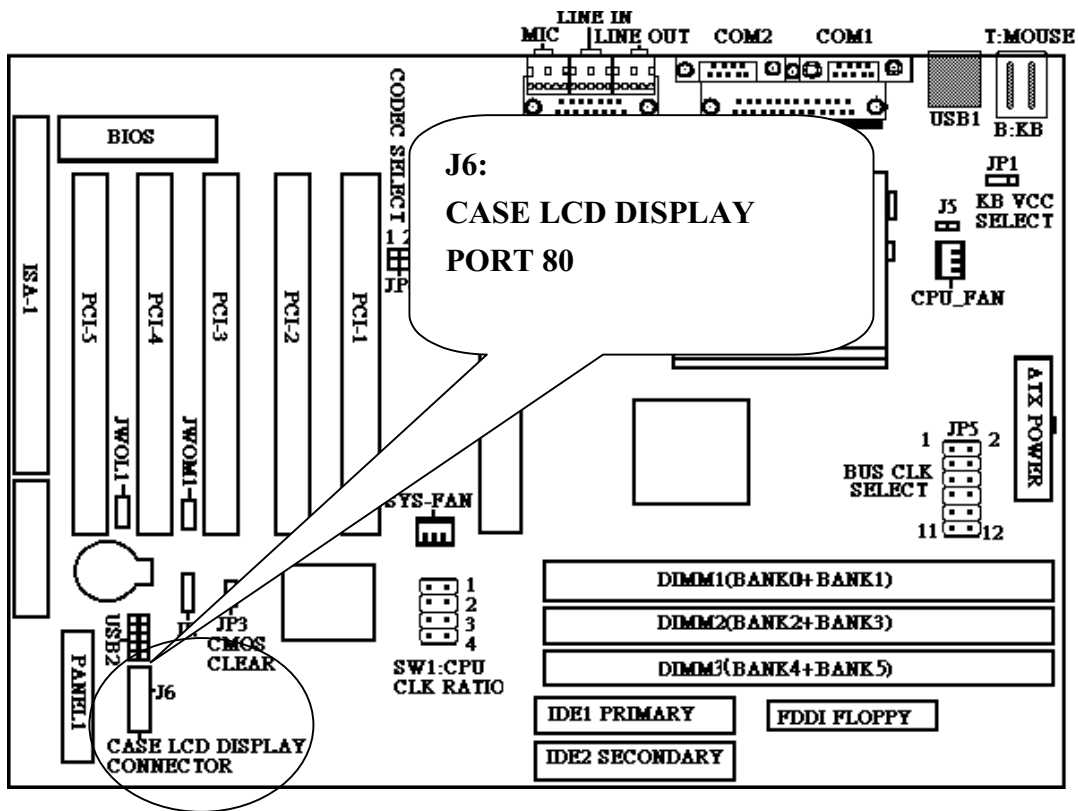 LINE IN
MIC
LINE OUT
COM2
COM1
T:MOUSE
USB1
B:KB
CODEC SELECT
BIOS
J6:
CASE LCD DISPLAY
PORT 80
JP1
KB VCC
SELECT
J5
CPU_FAN
1 2
JP
ISA-1
PCI-5
PCI-4
PCI-3
PCI-2
PCI-1
JWOL1
JWOM1
ATX POWER
JP5
1
2
BUS CLK
SELECT
11
12
SYS-FAN
1
2
3
4
SW1:CPU
CLK RATIO
DIMM1(BANK0+BANK1)
DIMM2(BANK2+BANK3)
DIMM3(BANK4+BANK5)
USB2
JP3
CMOS
CLEAR
PANEL1
J6
CASE LCD DISPLAY
CONNECTOR
IDE1 PRIMARY
FDDI FLOPPY
IDE2 SECONDARY